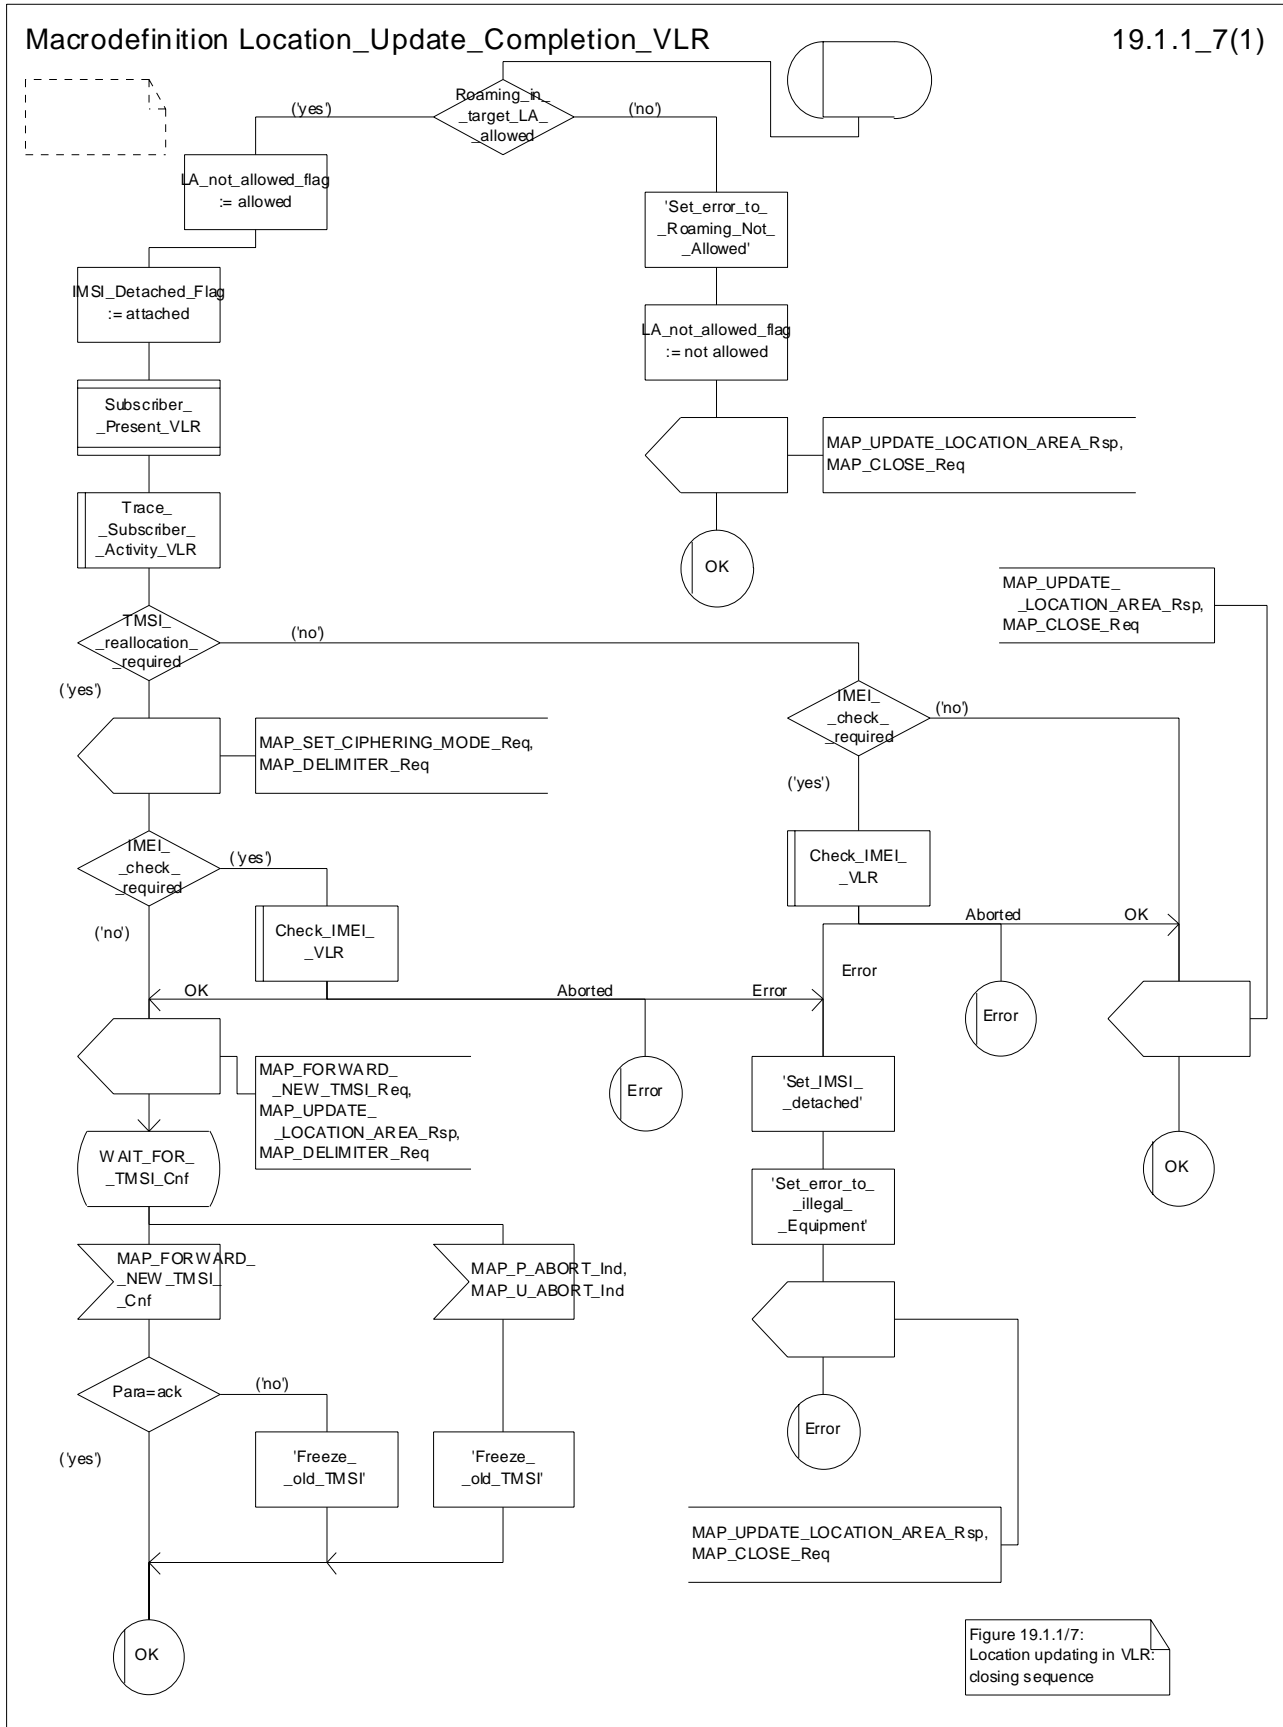 Macrodefinition Location_Update_Completion_VLR
19.1.1_7(1)
Roaming_in_
_target_LA_
_allowed
('yes')
('no')
LA_not_allowed_flag
:= allowed
'Set_error_to_
_Roaming_Not_
_Allowed'
IMSI_Detached_Flag
:= attached
LA_not_allowed_flag
:= not allowed
Subscriber_
_Present_VLR
MAP_UPDATE_LOCATION_AREA_Rsp,
MAP_CLOSE_Req
Trace_
_Subscriber_
_Activity_VLR
OK
MAP_UPDATE_
_LOCATION_AREA_Rsp,
MAP_CLOSE_Req
TMSI_
_reallocation_
_required
('no')
('yes')
IMEI_
_check_
_required
('no')
('yes')
MAP_SET_CIPHERING_MODE_Req,
MAP_DELIMITER_Req
IMEI_
_check_
_required
('yes')
('no')
Check_IMEI_
_VLR
Check_IMEI_
_VLR
Aborted
OK
Error
OK
Aborted
Error
Error
Error
MAP_FORWARD_
_NEW_TMSI_Req,
MAP_UPDATE_
_LOCATION_AREA_Rsp,
MAP_DELIMITER_Req
'Set_IMSI_
_detached'
WAIT_FOR_
_TMSI_Cnf
OK
'Set_error_to_
_illegal_
_Equipment'
MAP_FORWARD_
_NEW_TMSI_
_Cnf
MAP_P_ABORT_Ind,
MAP_U_ABORT_Ind
Para=ack
('no')
('yes')
Error
'Freeze_
_old_TMSI'
'Freeze_
_old_TMSI'
MAP_UPDATE_LOCATION_AREA_Rsp,
MAP_CLOSE_Req
OK
Figure 19.1.1/7:
Location updating in VLR:
closing sequence